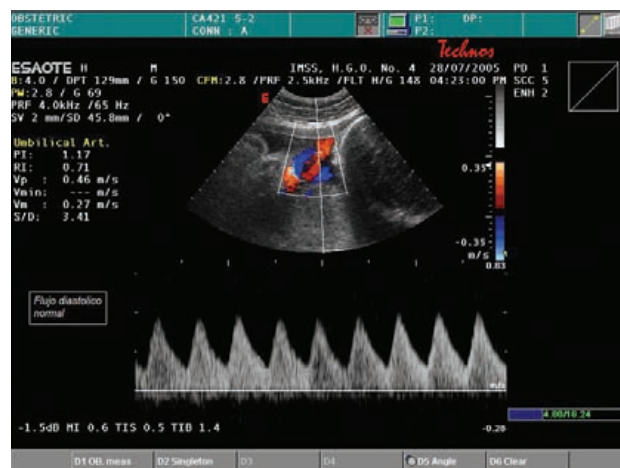 OBSTETRIC CA421 5-2 P1: DP:
GENERIC CONN : A P2:
Technos
ESAOTE H M IMSS, H.G.O. No. 4 28/07/2005 PD 1
B:4.0 / DPT 129mm / G 150 CFM:2.8 /PRF 2.5kHz /FLT H/G 148 04:23:00 PM SCC 5
PW:2.8 / G 69 ENH 2
PRF 4.0kHz /65 Hz
SV 2 mm/SD 45.8mm / 0°
E
Umbilical Art.
PI: 1.17
RI: 0.71
Vp : 0.46 m/s
Vmin: --- m/s
Vm : 0.27 m/s
S/D: 3.41
0.35
-0.35
m/s
0.83
Flujo diastolico
normal
m/s
4.00/16.24
-1.5dB MI 0.6 TIS 0.5 TIB 1.4
-0.28
D1 OB. meas D2 Singleton D3 D4 D5 Angle D6 Clear